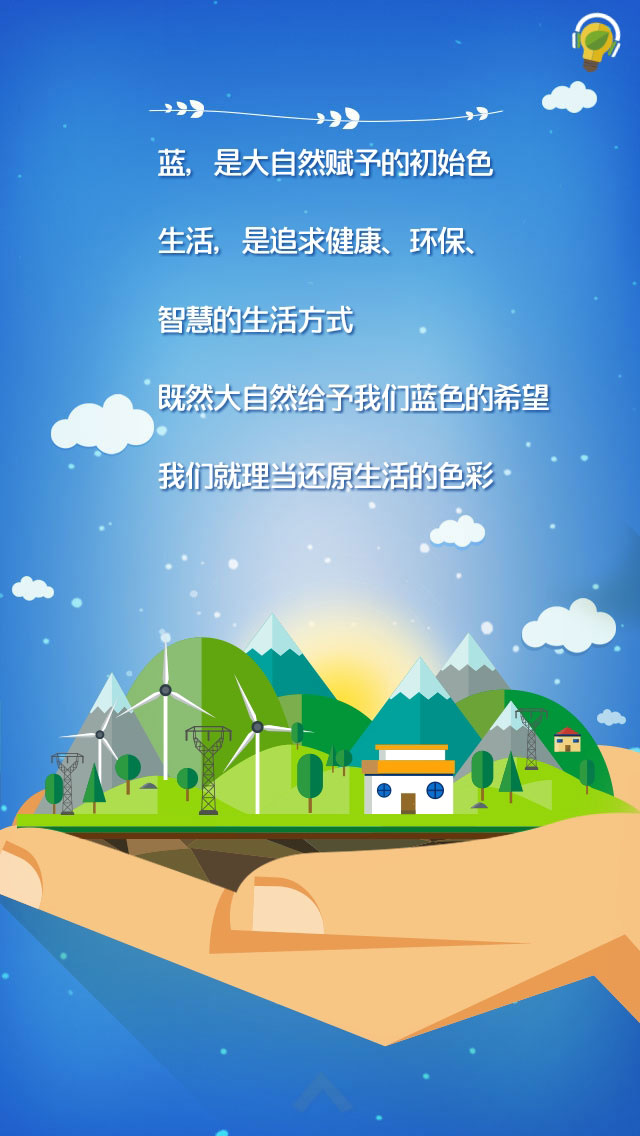 蓝，是大自然赋予的初始色
生活，是追求健康、环保、
智慧的生活方式
既然大自然给予我们蓝色的希望
我们就理当还原生活的色彩